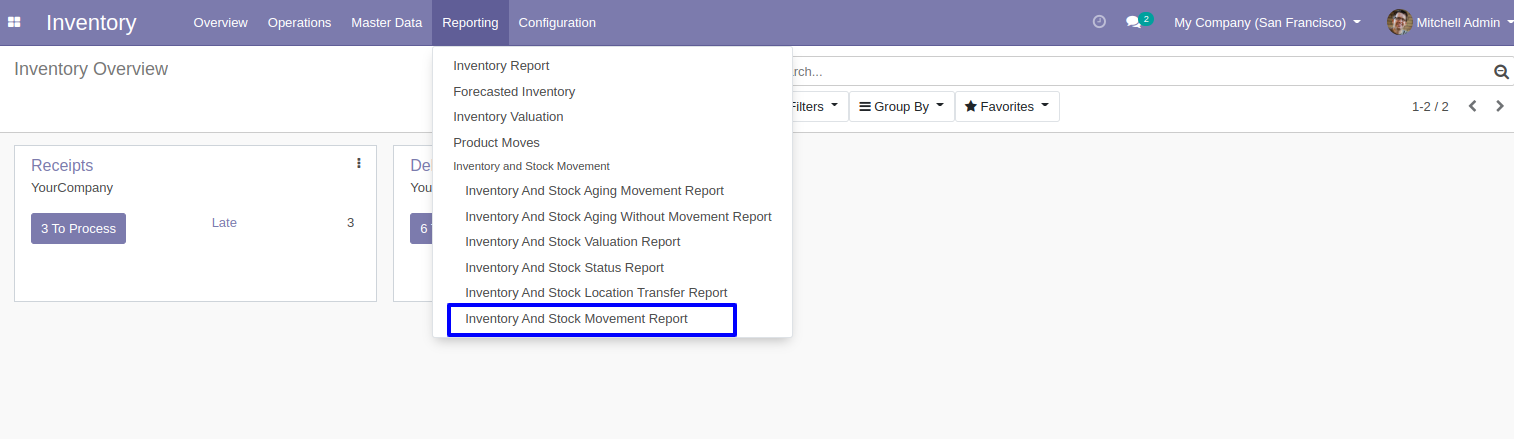 Inventory Overview Operations Master Data Reporting Configuration 2 My Company (San Francisco) Mitchell Admin
Inventory Overview
rch...
Filters Group By Favorites 1-2 / 2
Inventory Report
Forecasted Inventory
Inventory Valuation
Product Moves
Inventory and Stock Movement
Inventory And Stock Aging Movement Report
Inventory And Stock Aging Without Movement Report
Inventory And Stock Valuation Report
Inventory And Stock Status Report
Inventory And Stock Location Transfer Report
Inventory And Stock Movement Report
Receipts
YourCompany
3 To Process Late 3
De
You
6